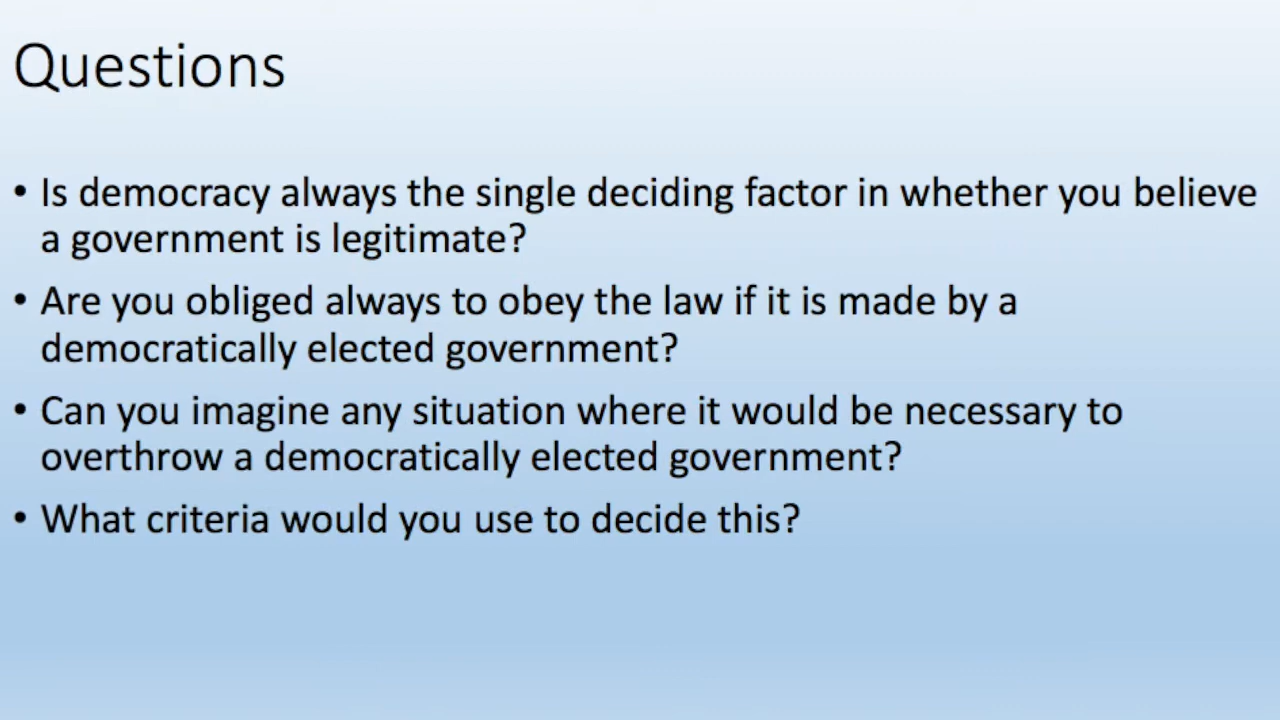 Questions
• Is democracy always the single deciding factor in whether you believe
a government is legitimate?
• Are you obliged always to obey the law if it is made by a
democratically elected government?
• Can you imagine any situation where it would be necessary to
overthrow a democratically elected government?
• What criteria would you use to decide this?